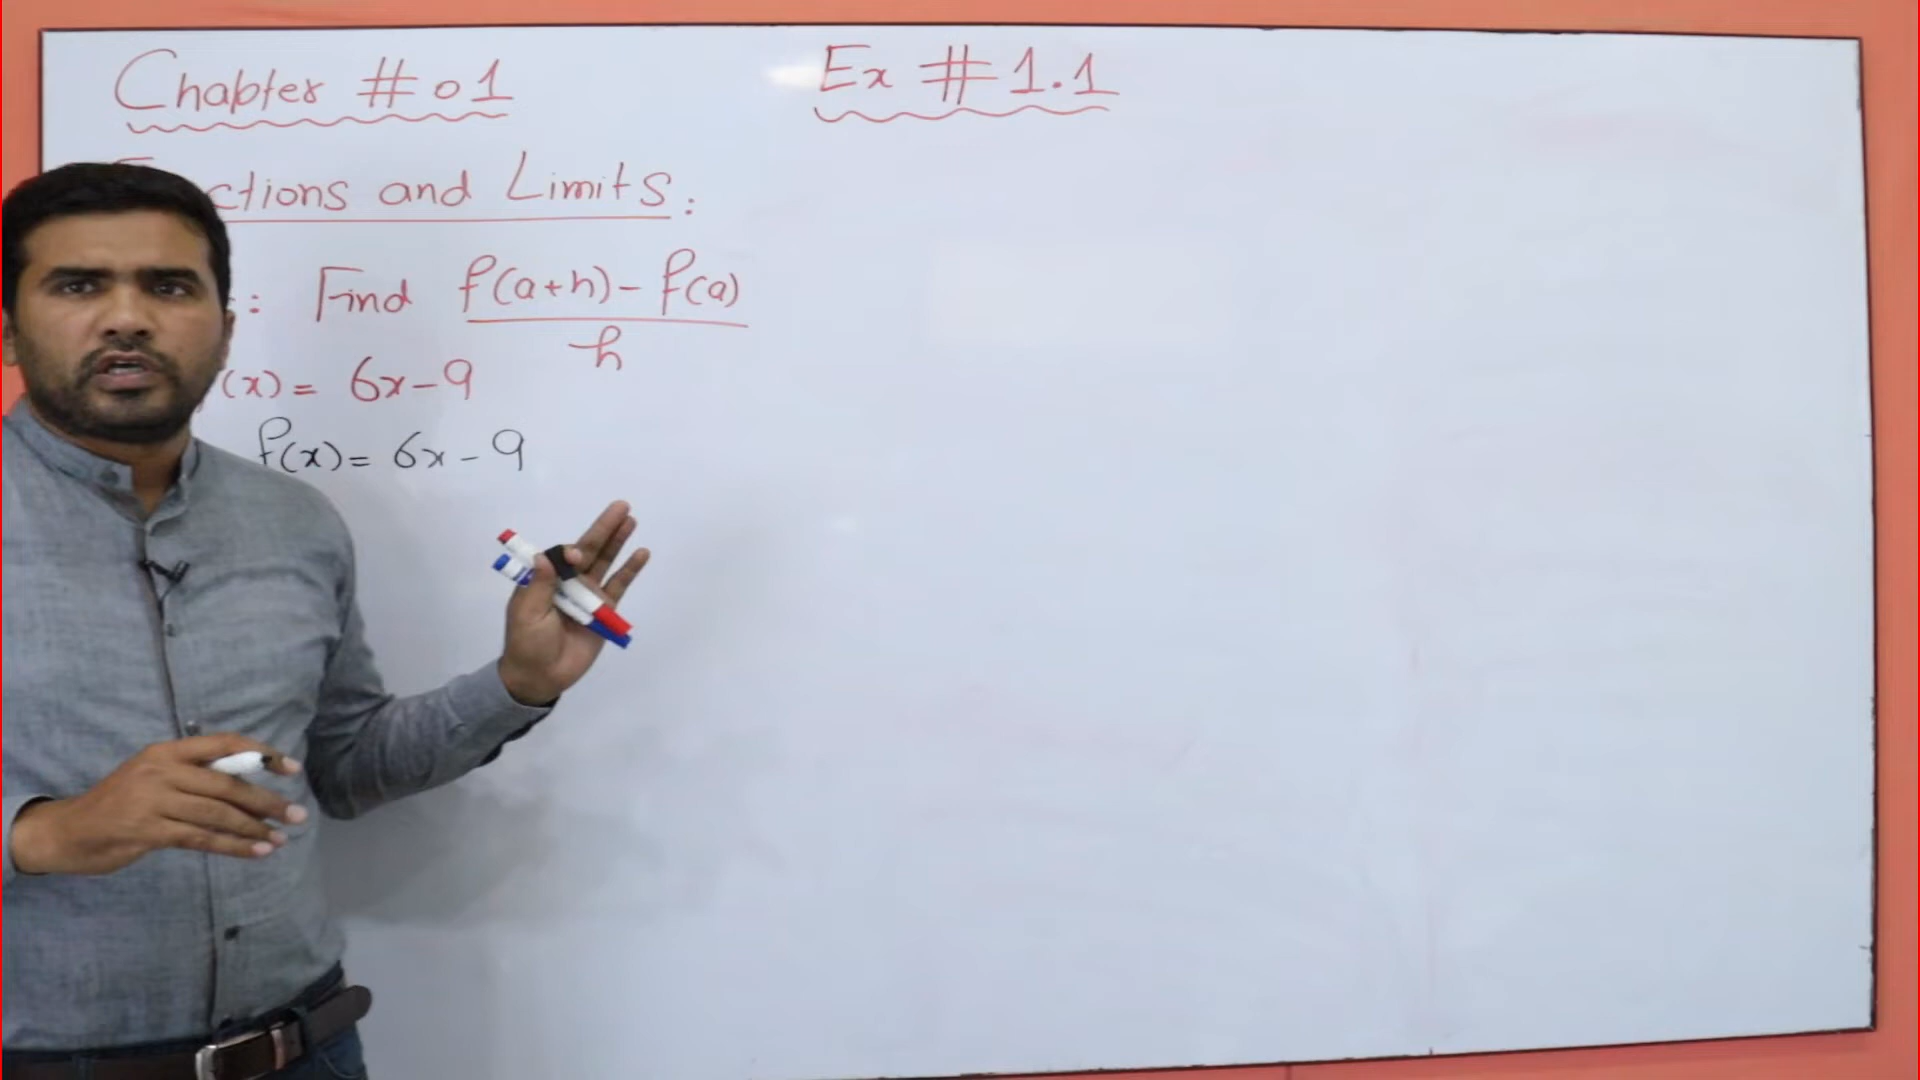 Chapter # 01
Ex # 1.1
ctions and Limits:
: Find f(a+h) - f(a)
h
(x) = 6x-9
f(x) = 6x - 9